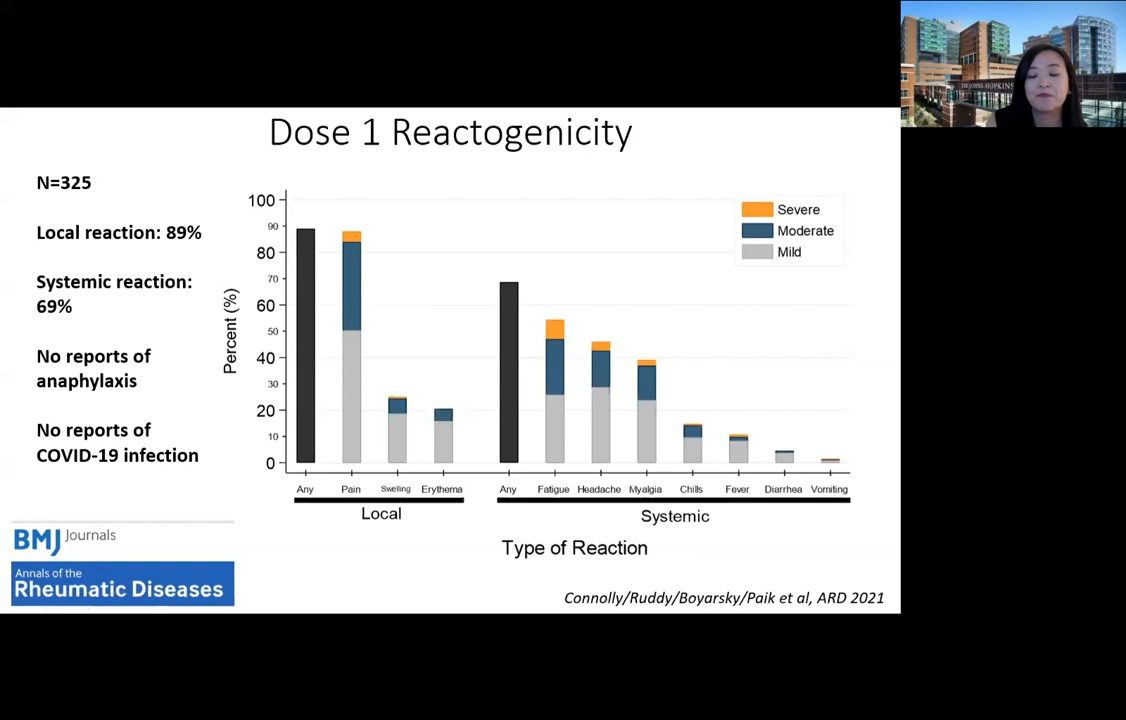 Dose 1 Reactogenicity
N=325
Local reaction: 89%
Systemic reaction:
69%
No reports of
anaphylaxis
No reports of
COVID-19 infection
BMJ Journals
Annals of the
Rheumatic Diseases
Percent (%)
100
90
80
70
60
50
40
30
20
10
0
Severe
Moderate
Mild
Any Pain Swelling Erythema Any Fatigue Headache Myalgia Chills Fever Diarrhea Vomiting
Local Systemic
Type of Reaction
Connolly/Ruddy/Boyarsky/Paik et al, ARD 2021
JOHNS HOPKINS